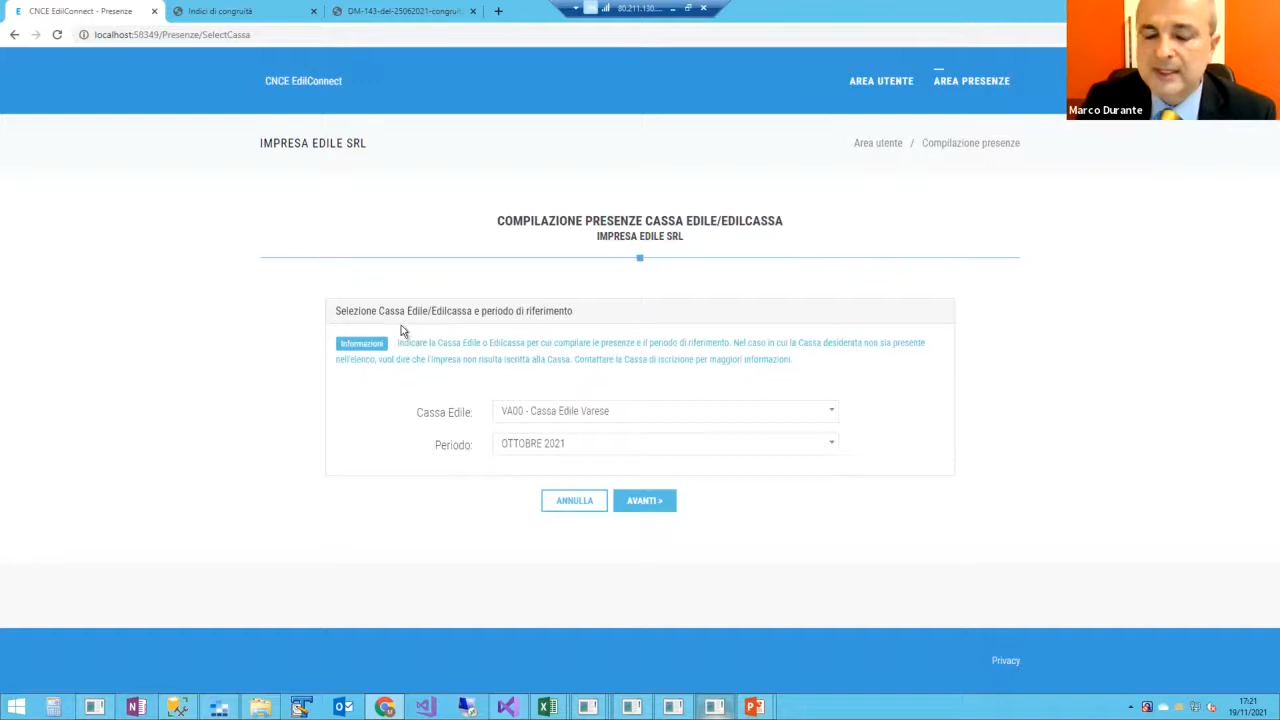 CNCE EdilConnect - Presenze
Indici di congruità
DM-143-del-25062021-congruit
80.211.130....
localhost:58349/Presenze/SelectCassa
CNCE EdilConnect
AREA UTENTE
AREA PRESENZE
Marco Durante
IMPRESA EDILE SRL
Area utente / Compilazione presenze
COMPILAZIONE PRESENZE CASSA EDILE/EDILCASSA
IMPRESA EDILE SRL
Selezione Cassa Edile/Edilcassa e periodo di riferimento
Informazioni Indicare la Cassa Edile o Edilcassa per cui compilare le presenze e il periodo di riferimento. Nel caso in cui la Cassa desiderata non sia presente
nell'elenco, vuol dire che l'impresa non risulta iscritta alla Cassa. Contattare la Cassa di iscrizione per maggiori informazioni.
Cassa Edile: VA00 - Cassa Edile Varese
Periodo: OTTOBRE 2021
ANNULLA
AVANTI >
Privacy
17:21
19/11/2021